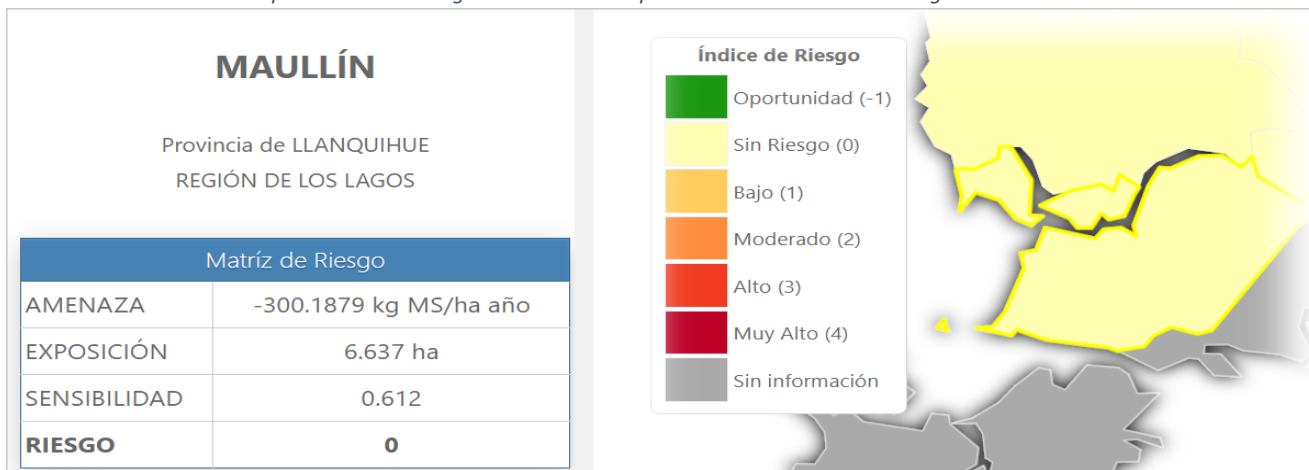 MAULLÍN
Provincia de LLANQUIHUE
REGIÓN DE LOS LAGOS
Matríz de Riesgo
AMENAZA -300.1879 kg MS/ha año
EXPOSICIÓN 6.637 ha
SENSIBILIDAD 0.612
RIESGO 0
Índice de Riesgo
Oportunidad (-1)
Sin Riesgo (0)
Bajo (1)
Moderado (2)
Alto (3)
Muy Alto (4)
Sin información